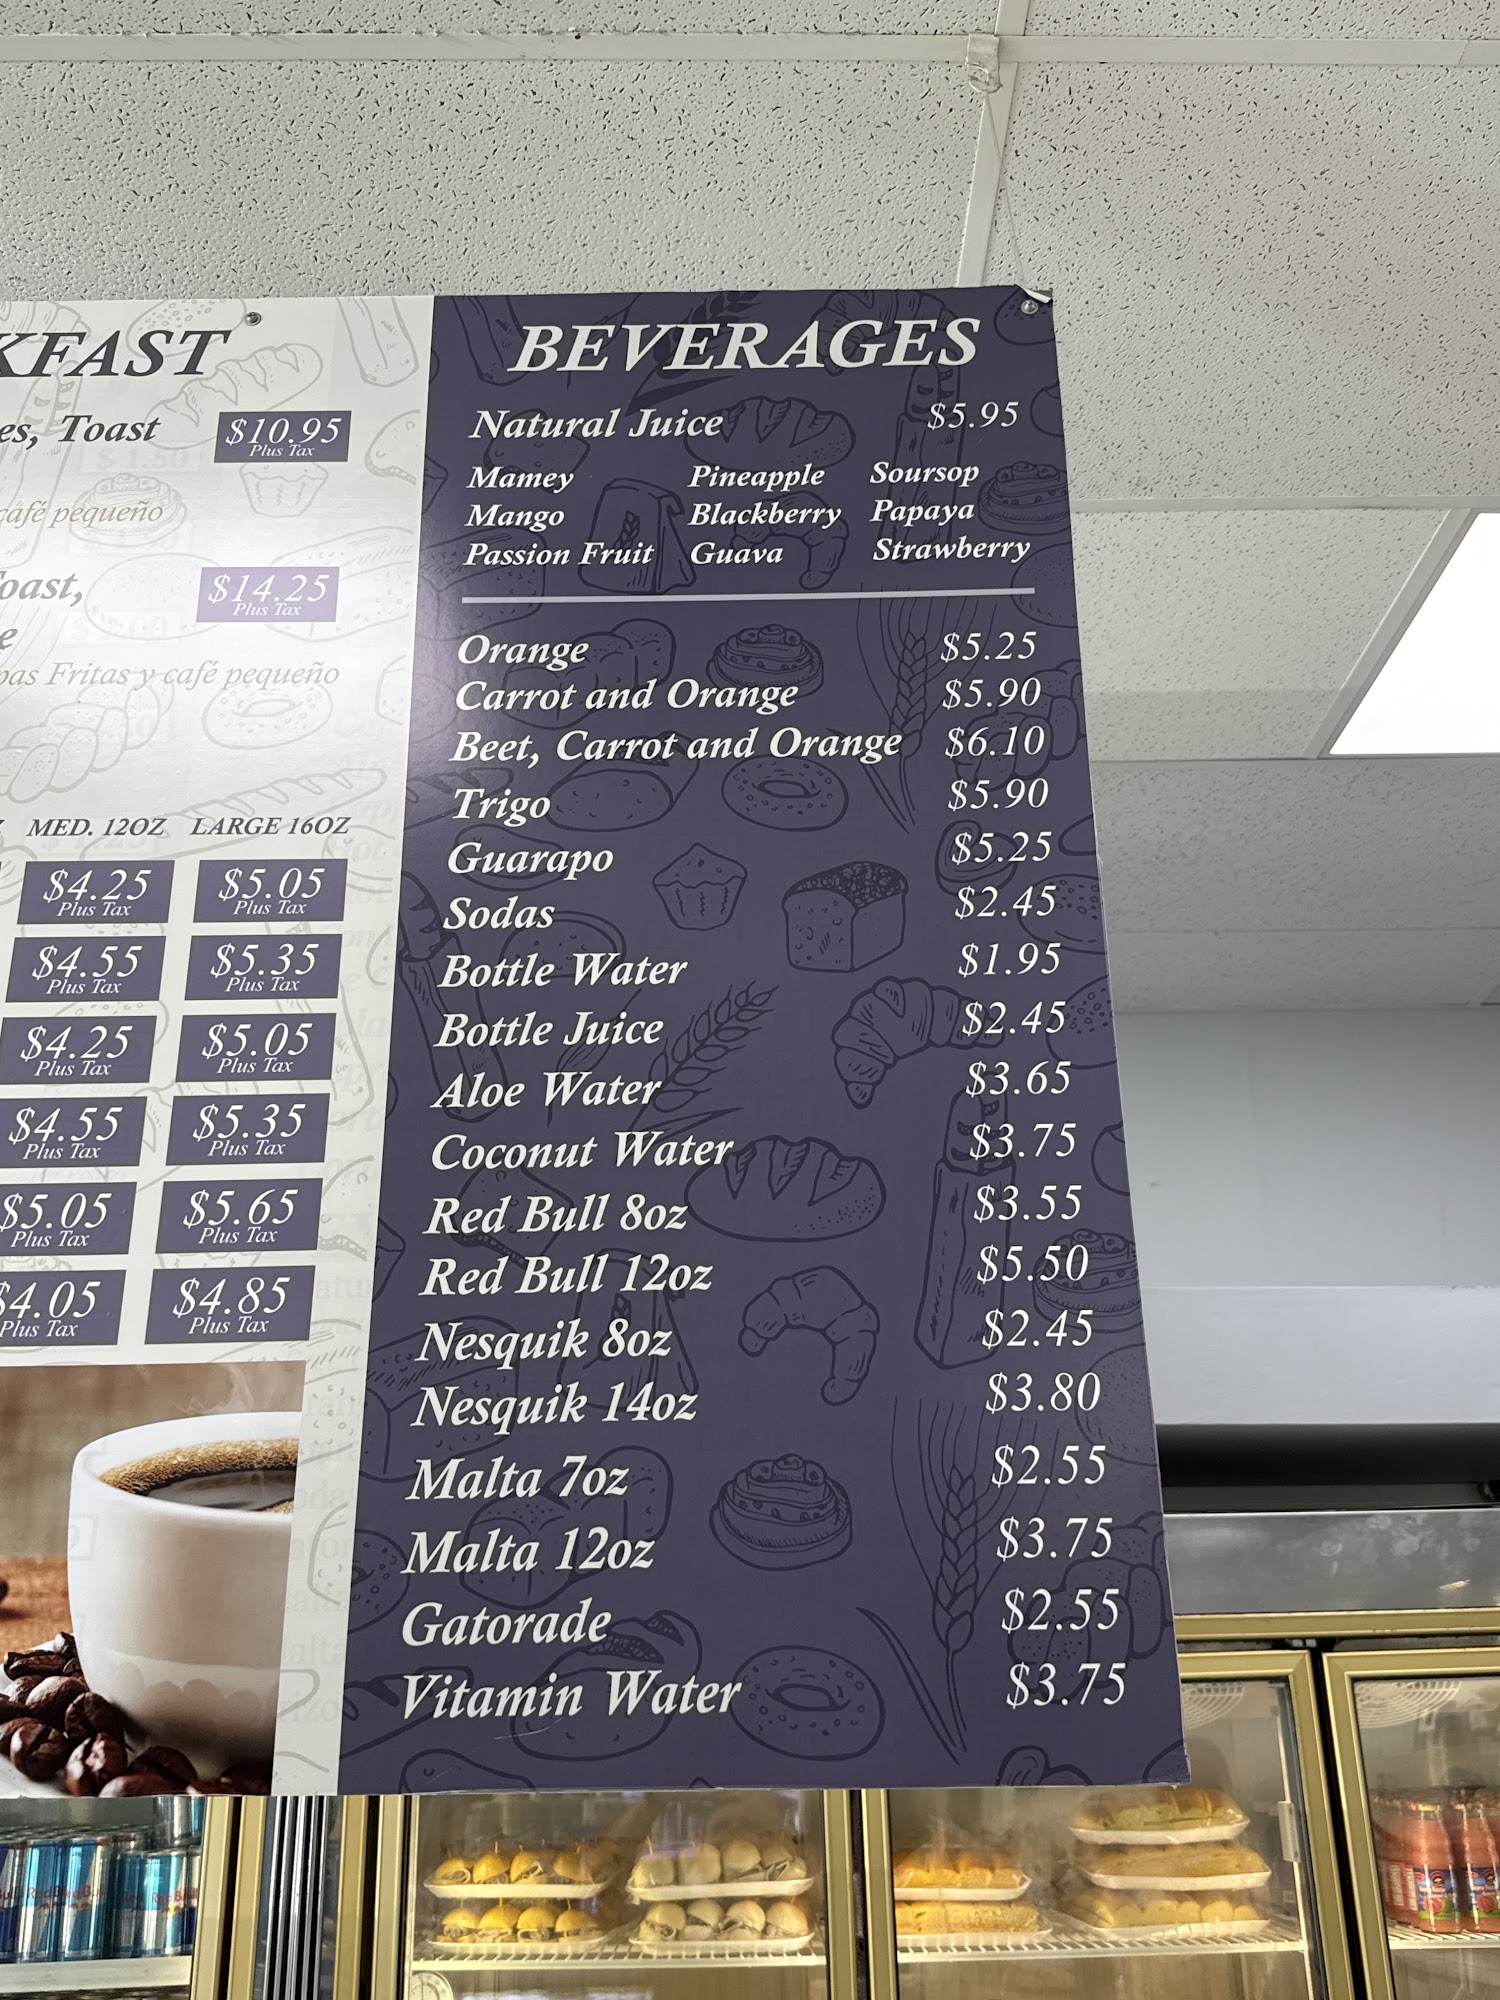 KFAST
es, Toast $10.95
Plus Tax
café pequeño
oast, $14.25
Plus Tax
e
pas Fritas y café pequeño
MED. 12OZ LARGE 16OZ
$4.25 $5.05
Plus Tax Plus Tax
$4.55 $5.35
Plus Tax Plus Tax
$4.25 $5.05
Plus Tax Plus Tax
$4.55 $5.35
Plus Tax Plus Tax
$5.05 $5.65
Plus Tax Plus Tax
$4.05 $4.85
Plus Tax Plus Tax
BEVERAGES
Natural Juice $5.95
Mamey Pineapple Soursop
Mango Blackberry Papaya
Passion Fruit Guava Strawberry
Orange $5.25
Carrot and Orange $5.90
Beet, Carrot and Orange $6.10
Trigo $5.90
Guarapo $5.25
Sodas $2.45
Bottle Water $1.95
Bottle Juice $2.45
Aloe Water $3.65
Coconut Water $3.75
Red Bull 8oz $3.55
Red Bull 12oz $5.50
Nesquik 8oz $2.45
Nesquik 14oz $3.80
Malta 7oz $2.55
Malta 12oz $3.75
Gatorade $2.55
Vitamin Water $3.75
Red Bull